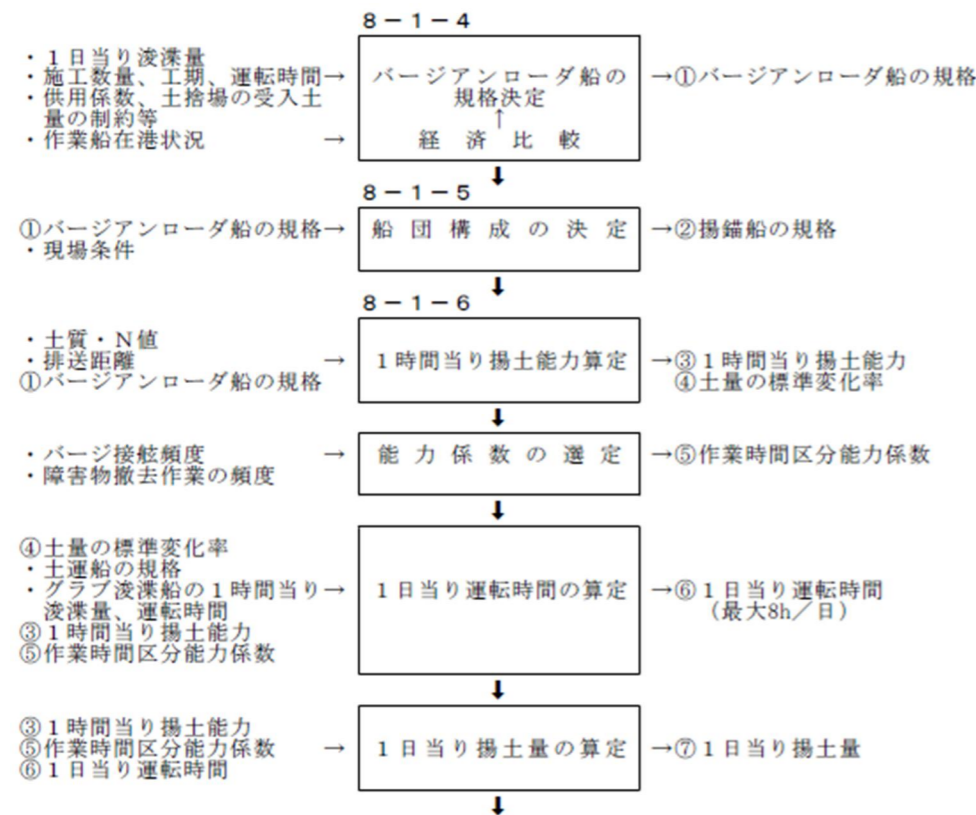 8-1-4
・1日当り浚渫量
・施工数量、工期、運転時間→
・供用係数、土捨場の受入土
量の制約等
・作業船在港状況 →
バージアンローダ船の
規格決定
↑
経済比較
→①バージアンローダ船の規格
⬇
8-1-5
①バージアンローダ船の規格→
・現場条件
船団構成の決定
→②揚錨船の規格
⬇
8-1-6
・土質・N値
・排送距離 →
①バージアンローダ船の規格
1時間当り揚土能力算定
→③1時間当り揚土能力
④土量の標準変化率
⬇
・バージ接舷頻度 →
・障害物撤去作業の頻度
能力係数の選定
→⑤作業時間区分能力係数
⬇
④土量の標準変化率
・土運船の規格
・グラブ浚渫船の1時間当り→
浚渫量、運転時間
③1時間当り揚土能力
⑤作業時間区分能力係数
1日当り運転時間の算定
→⑥1日当り運転時間
(最大8h/日)
⬇
③1時間当り揚土能力
⑤作業時間区分能力係数 →
⑥1日当り運転時間
1日当り揚土量の算定
→⑦1日当り揚土量
⬇